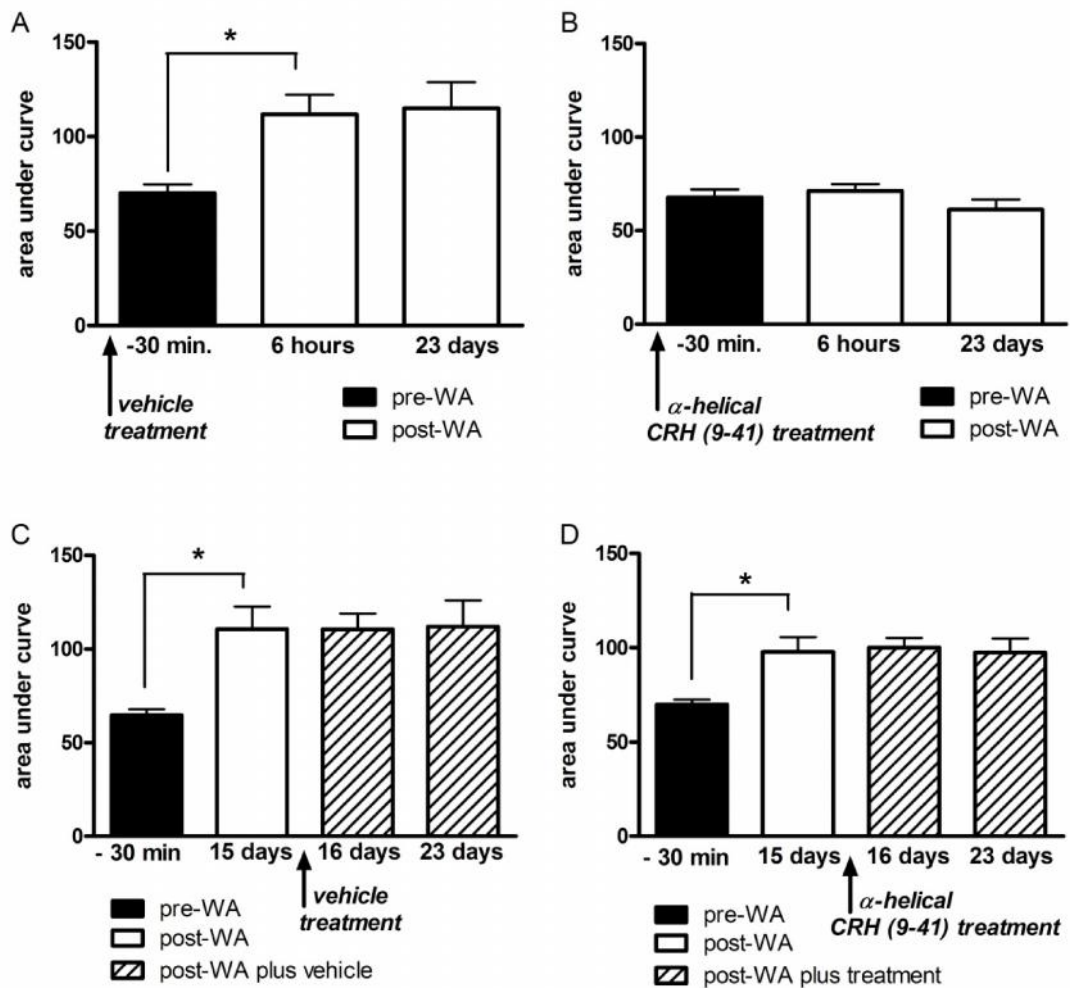 A
150
100
50
0
area under curve
*
-30 min.
6 hours
23 days
vehicle
treatment
pre-WA
post-WA
B
150
100
50
0
area under curve
-30 min.
6 hours
23 days
α-helical
CRH (9-41) treatment
pre-WA
post-WA
C
150
100
50
0
area under curve
*
- 30 min
15 days
16 days
23 days
vehicle
treatment
pre-WA
post-WA
post-WA plus vehicle
D
150
100
50
0
area under curve
*
- 30 min
15 days
16 days
23 days
α-helical
CRH (9-41) treatment
pre-WA
post-WA
post-WA plus treatment